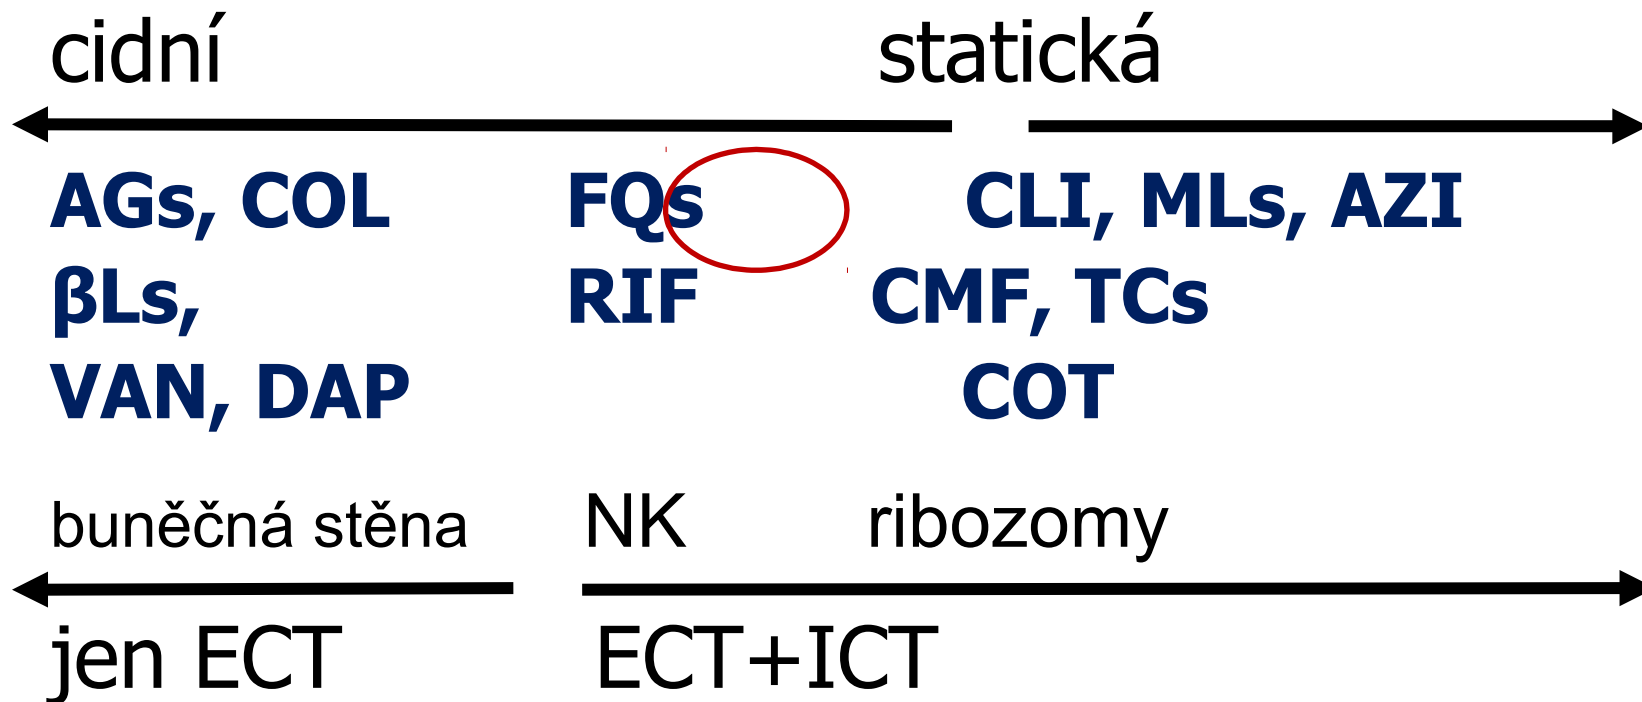 cidní statická
AGs, COL FQs CLI, MLs, AZI
βLs, RIF CMF, TCs
VAN, DAP COT
buněčná stěna NK ribozomy
jen ECT ECT+ICT